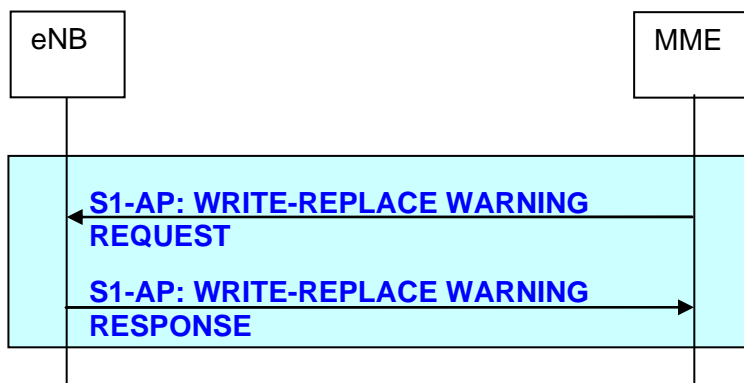 eNB
MME
S1-AP: WRITE-REPLACE WARNING
REQUEST
S1-AP: WRITE-REPLACE WARNING
RESPONSE